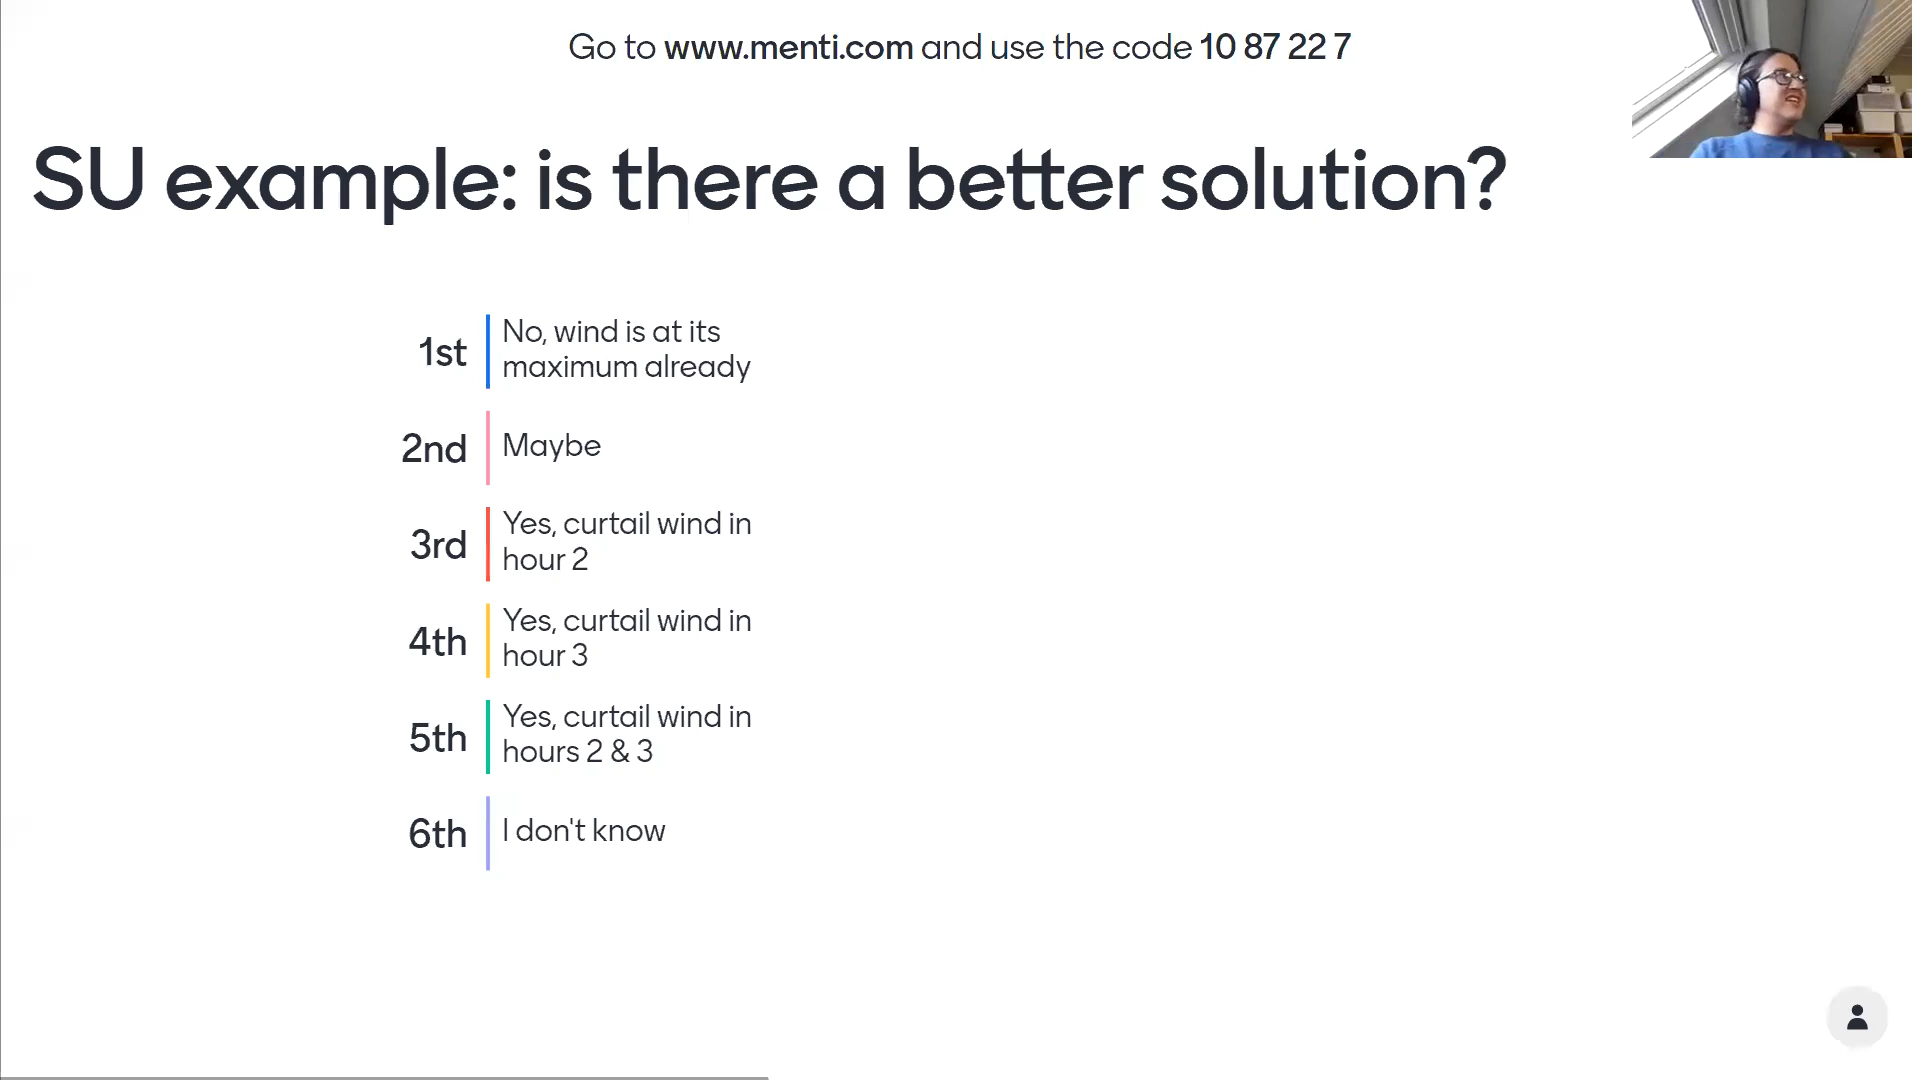 Go to www.menti.com and use the code 10 87 22 7
SU example: is there a better solution?
1st
No, wind is at its
maximum already
2nd
Maybe
3rd
Yes, curtail wind in
hour 2
4th
Yes, curtail wind in
hour 3
5th
Yes, curtail wind in
hours 2 & 3
6th
I don't know